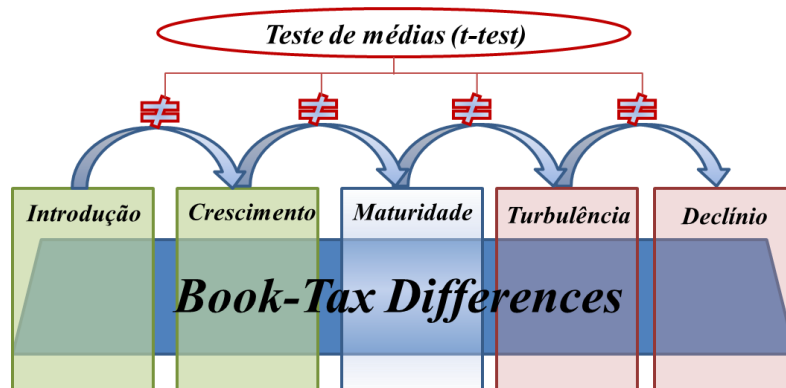 Teste de médias (t-test)
≠ ≠ ≠ ≠
Introdução Crescimento Maturidade Turbulência Declínio
Book-Tax Differences